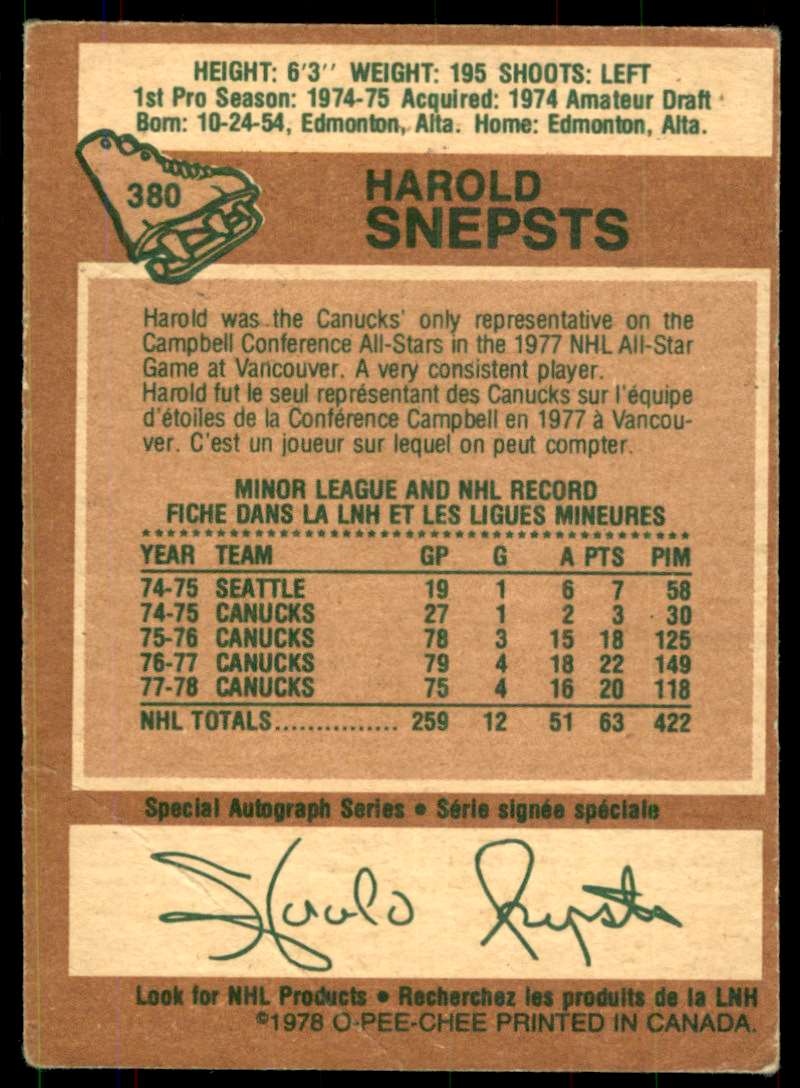 HEIGHT: 6'3'' WEIGHT: 195 SHOOTS: LEFT
1st Pro Season: 1974-75 Acquired: 1974 Amateur Draft
Born: 10-24-54, Edmonton, Alta. Home: Edmonton, Alta.
380
HAROLD
SNEPSTS
Harold was the Canucks' only representative on the
Campbell Conference All-Stars in the 1977 NHL All-Star
Game at Vancouver. A very consistent player.
Harold fut le seul représentant des Canucks sur l'équipe
d'étoiles de la Conférence Campbell en 1977 à Vancou-
ver. C'est un joueur sur lequel on peut compter.
MINOR LEAGUE AND NHL RECORD
FICHE DANS LA LNH ET LES LIGUES MINEURES
YEAR TEAM GP G A PTS PIM
74-75 SEATTLE 19 1 6 7 58
74-75 CANUCKS 27 1 2 3 30
75-76 CANUCKS 78 3 15 18 125
76-77 CANUCKS 79 4 18 22 149
77-78 CANUCKS 75 4 16 20 118
NHL TOTALS............... 259 12 51 63 422
Special Autograph Series • Série signée spéciale
Harold Snepsts
Look for NHL Products • Recherchez les produits de la LNH
©1978 O-PEE-CHEE PRINTED IN CANADA.